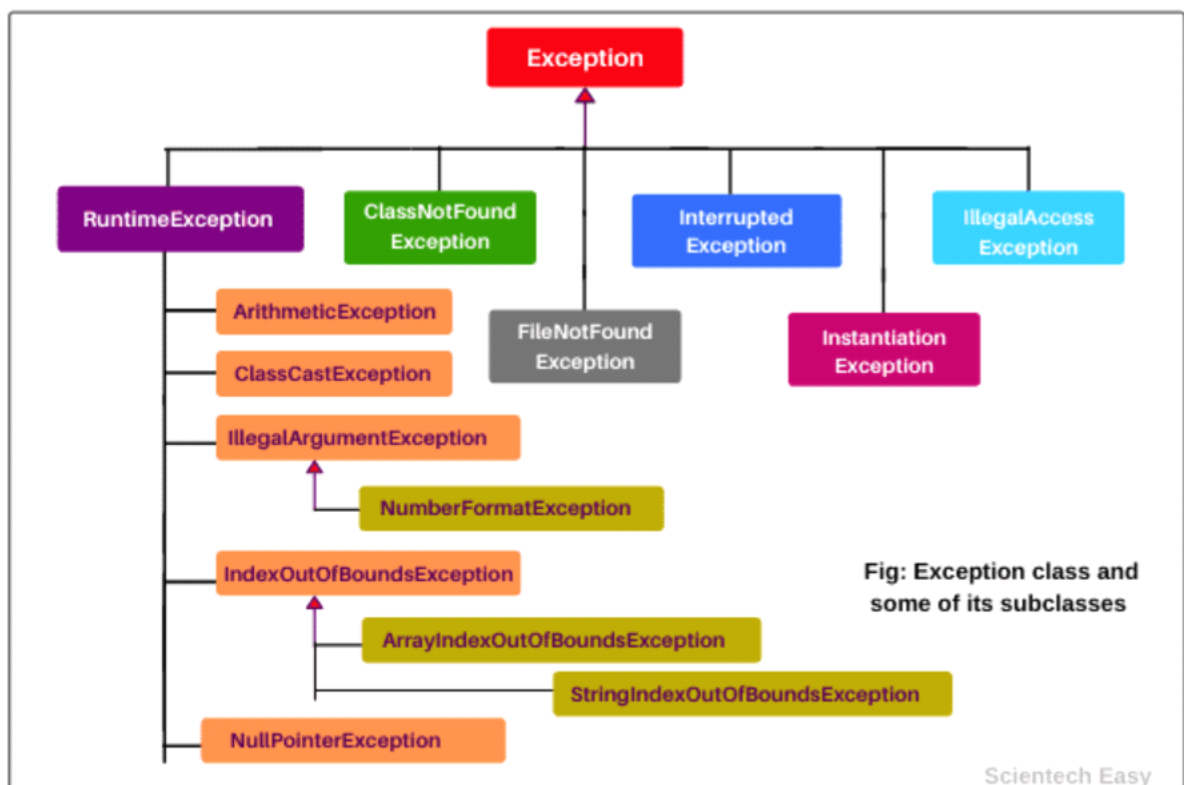 Exception
RuntimeException
ClassNotFound
Exception
Interrupted
Exception
IllegalAccess
Exception
FileNotFound
Exception
Instantiation
Exception
ArithmeticException
ClassCastException
IllegalArgumentException
NumberFormatException
IndexOutOfBoundsException
ArrayIndexOutOfBoundsException
StringIndexOutOfBoundsException
NullPointerException
Fig: Exception class and
some of its subclasses
Scientech Easy